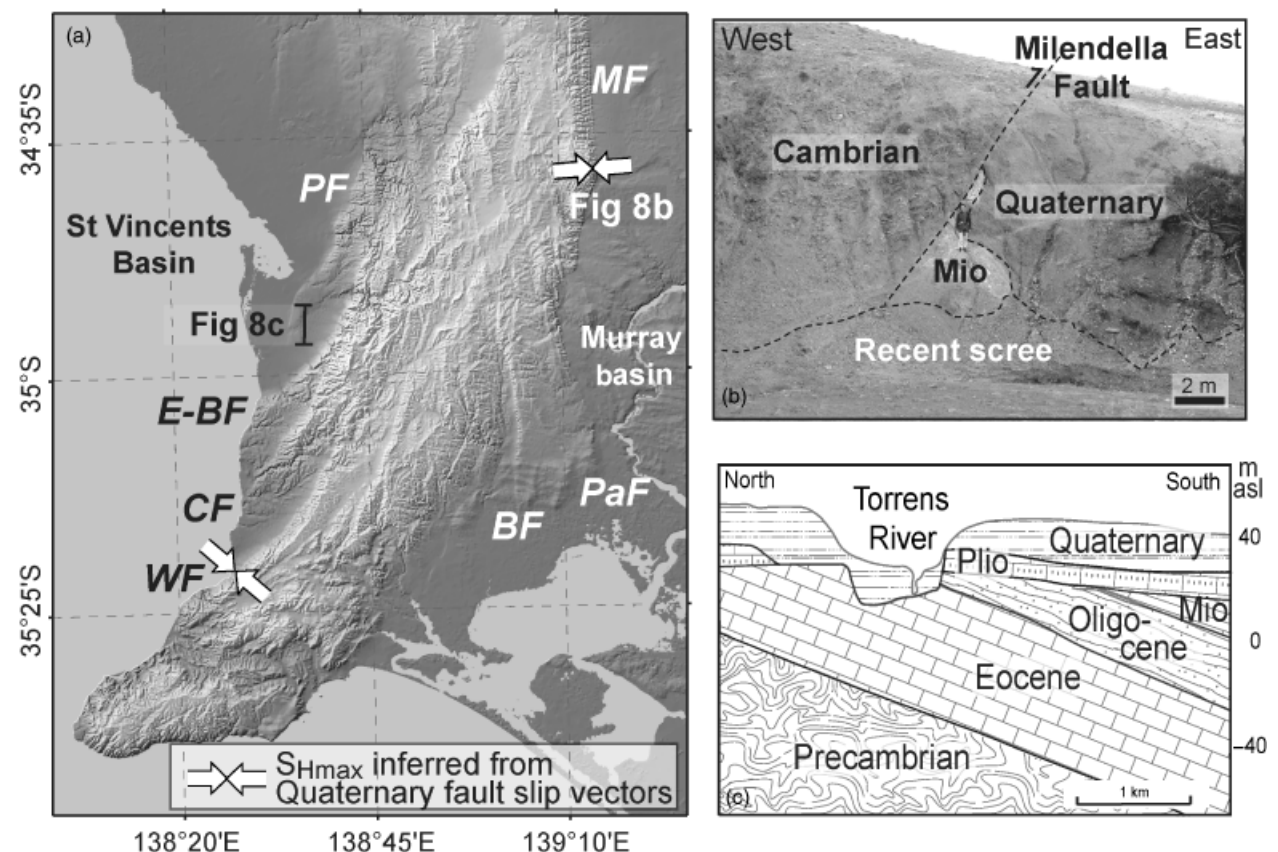 (a)
34°35'S
35°S
35°25'S
138°20'E
138°45'E
139°10'E
MF
PF
Fig 8b
St Vincents
Basin
Fig 8c
Murray
basin
E-BF
CF
PaF
BF
WF
SHmax inferred from
Quaternary fault slip vectors
West
East
Milendella
Fault
Cambrian
Quaternary
Mio
Recent scree
2 m
(b)
North
South
m
asl
Torrens
River
40
Quaternary
Plio
Mio
Oligo-
cene
0
Eocene
Precambrian
–40
1 km
(c)